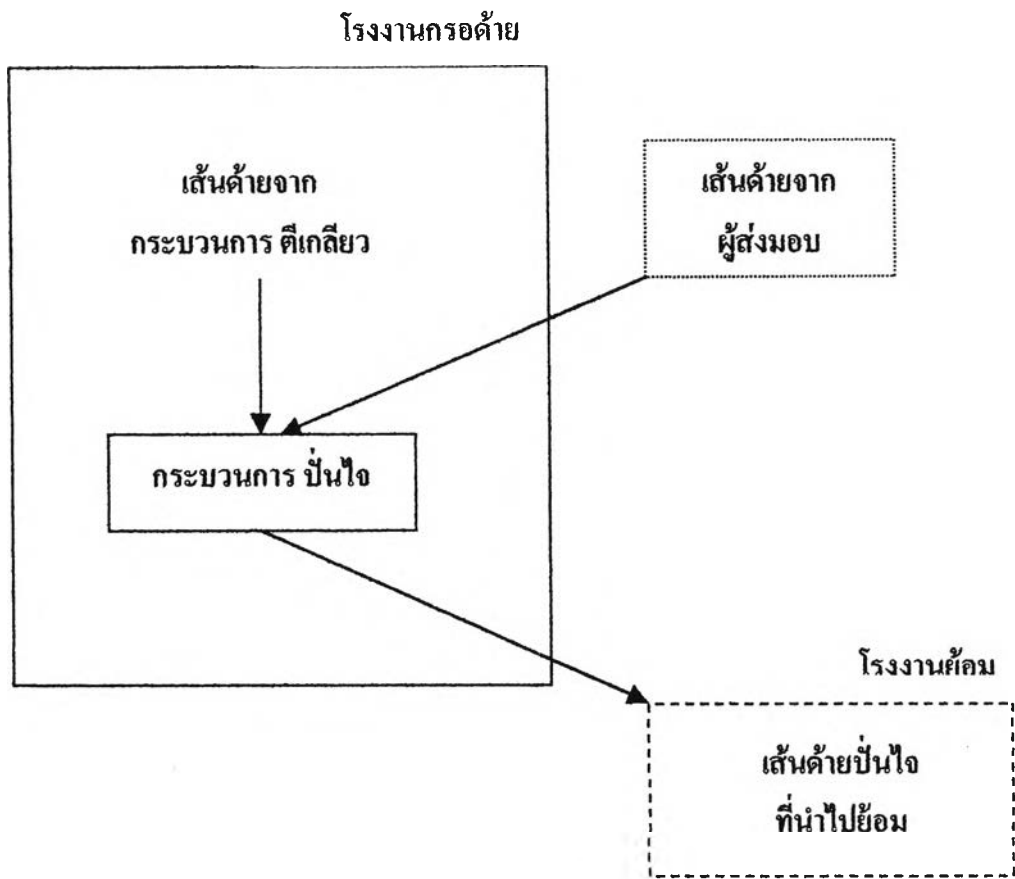 โรงงานกรอด้าย
เส้นด้ายจาก
กระบวนการ ตีเกลียว
เส้นด้ายจาก
ผู้ส่งมอบ
กระบวนการ ปั่นใจ
โรงงานย้อม
เส้นด้ายปั่นใจ
ที่นำไปย้อม